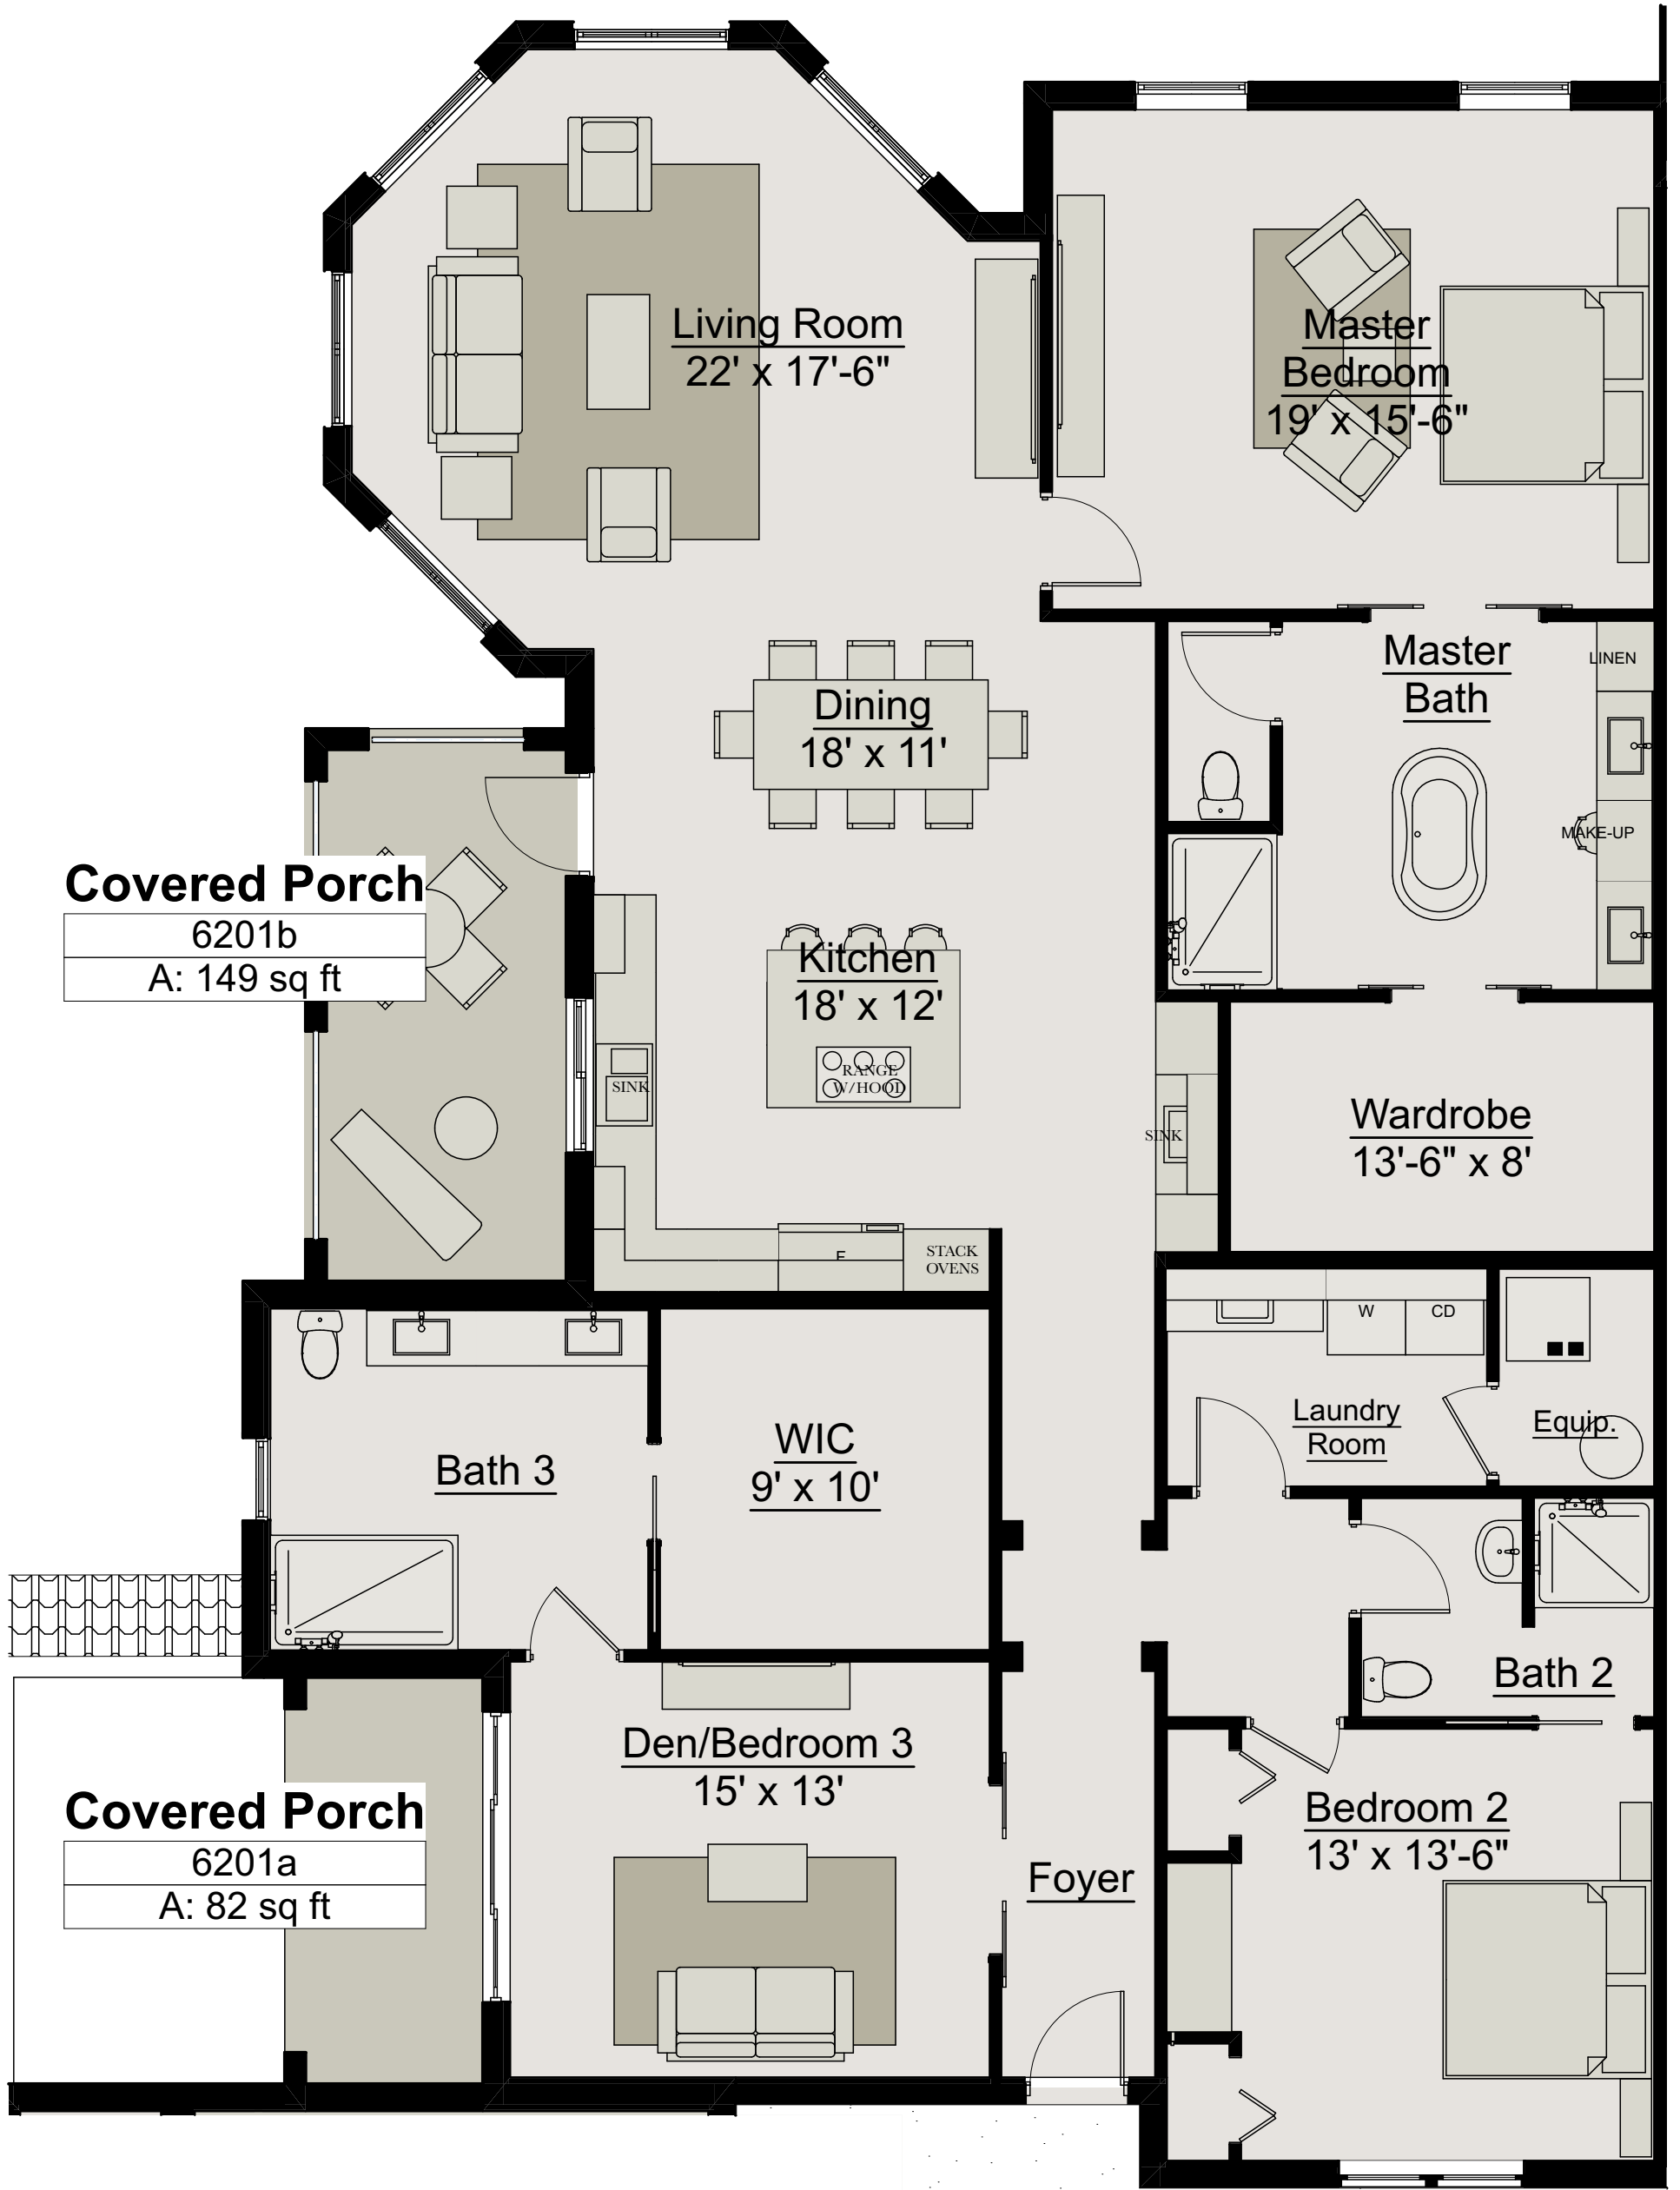 Living Room
22' x 17'-6"
Master
Bedroom
19' x 15'-6"
Master
Bath
LINEN
MAKE-UP
Dining
18' x 11'
Covered Porch
6201b
A: 149 sq ft
Kitchen
18' x 12'
RANGE
W/HOOD
SINK
SINK
Wardrobe
13'-6" x 8'
STACK
OVENS
W
CD
Laundry
Room
Equip.
Bath 3
WIC
9' x 10'
Bath 2
Den/Bedroom 3
15' x 13'
Covered Porch
6201a
A: 82 sq ft
Foyer
Bedroom 2
13' x 13'-6"